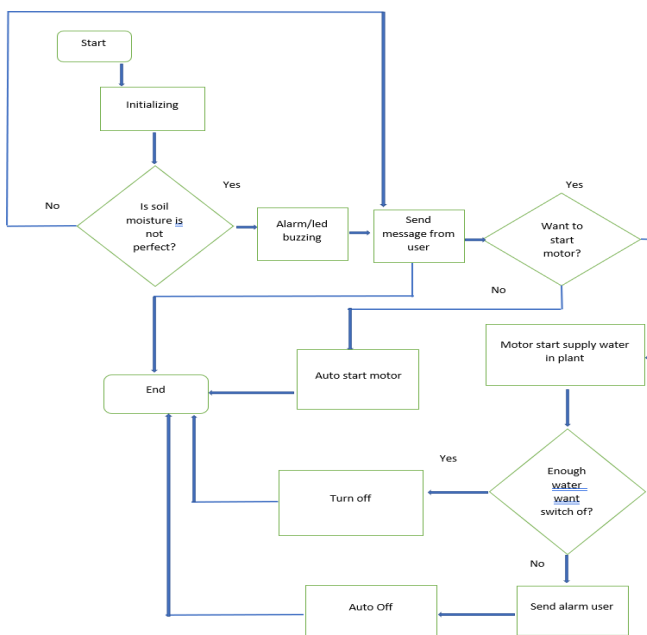 Start
Initializing
No
Is soil
moisture is
not
perfect?
Yes
Alarm/led
buzzing
Send
message from
user
Want to
start
motor?
Yes
No
Motor start supply water
in plant
Auto start motor
End
Enough
water
want
switch of?
Yes
Turn off
No
Send alarm user
Auto Off